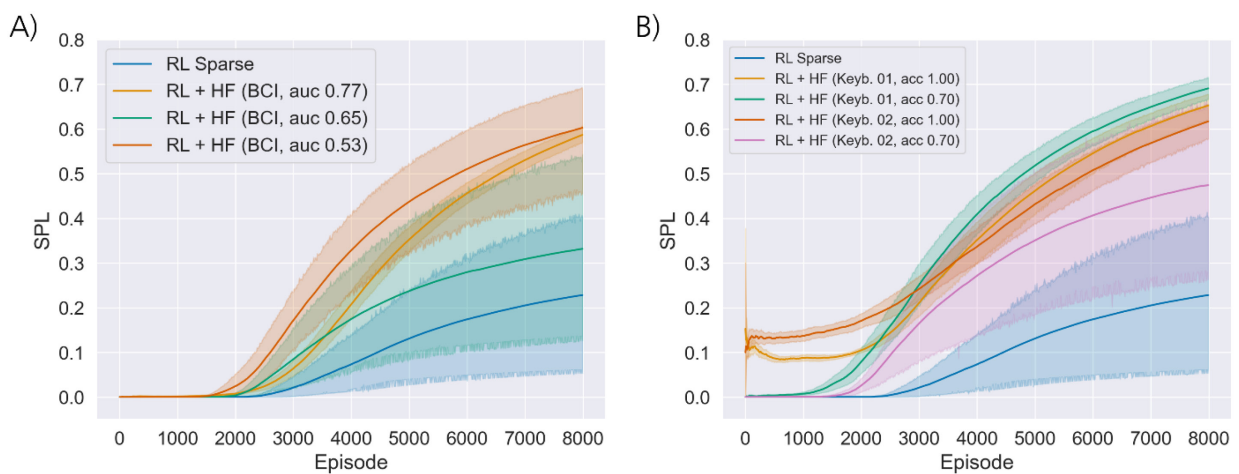 A)
0.8
0.7
0.6
0.5
0.4
0.3
0.2
0.1
0.0
SPL
RL Sparse
RL + HF (BCI, auc 0.77)
RL + HF (BCI, auc 0.65)
RL + HF (BCI, auc 0.53)
0 1000 2000 3000 4000 5000 6000 7000 8000
Episode
B)
0.8
0.7
0.6
0.5
0.4
0.3
0.2
0.1
0.0
SPL
RL Sparse
RL + HF (Keyb. 01, acc 1.00)
RL + HF (Keyb. 01, acc 0.70)
RL + HF (Keyb. 02, acc 1.00)
RL + HF (Keyb. 02, acc 0.70)
0 1000 2000 3000 4000 5000 6000 7000 8000
Episode